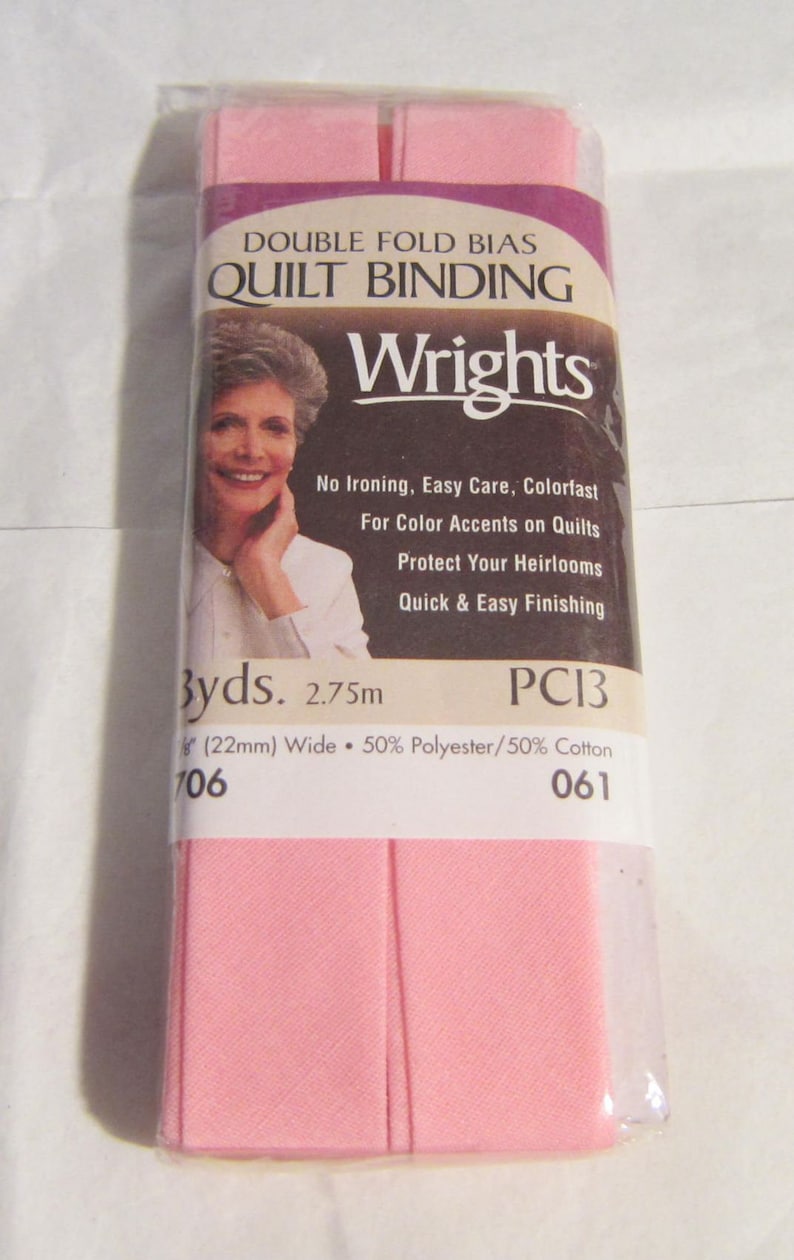 DOUBLE FOLD BIAS
QUILT BINDING
Wrights
No Ironing, Easy Care, Colorfast
For Color Accents on Quilts
Protect Your Heirlooms
Quick & Easy Finishing
3yds. 2.75m PC13
/8" (22mm) Wide • 50% Polyester/50% Cotton
706 061